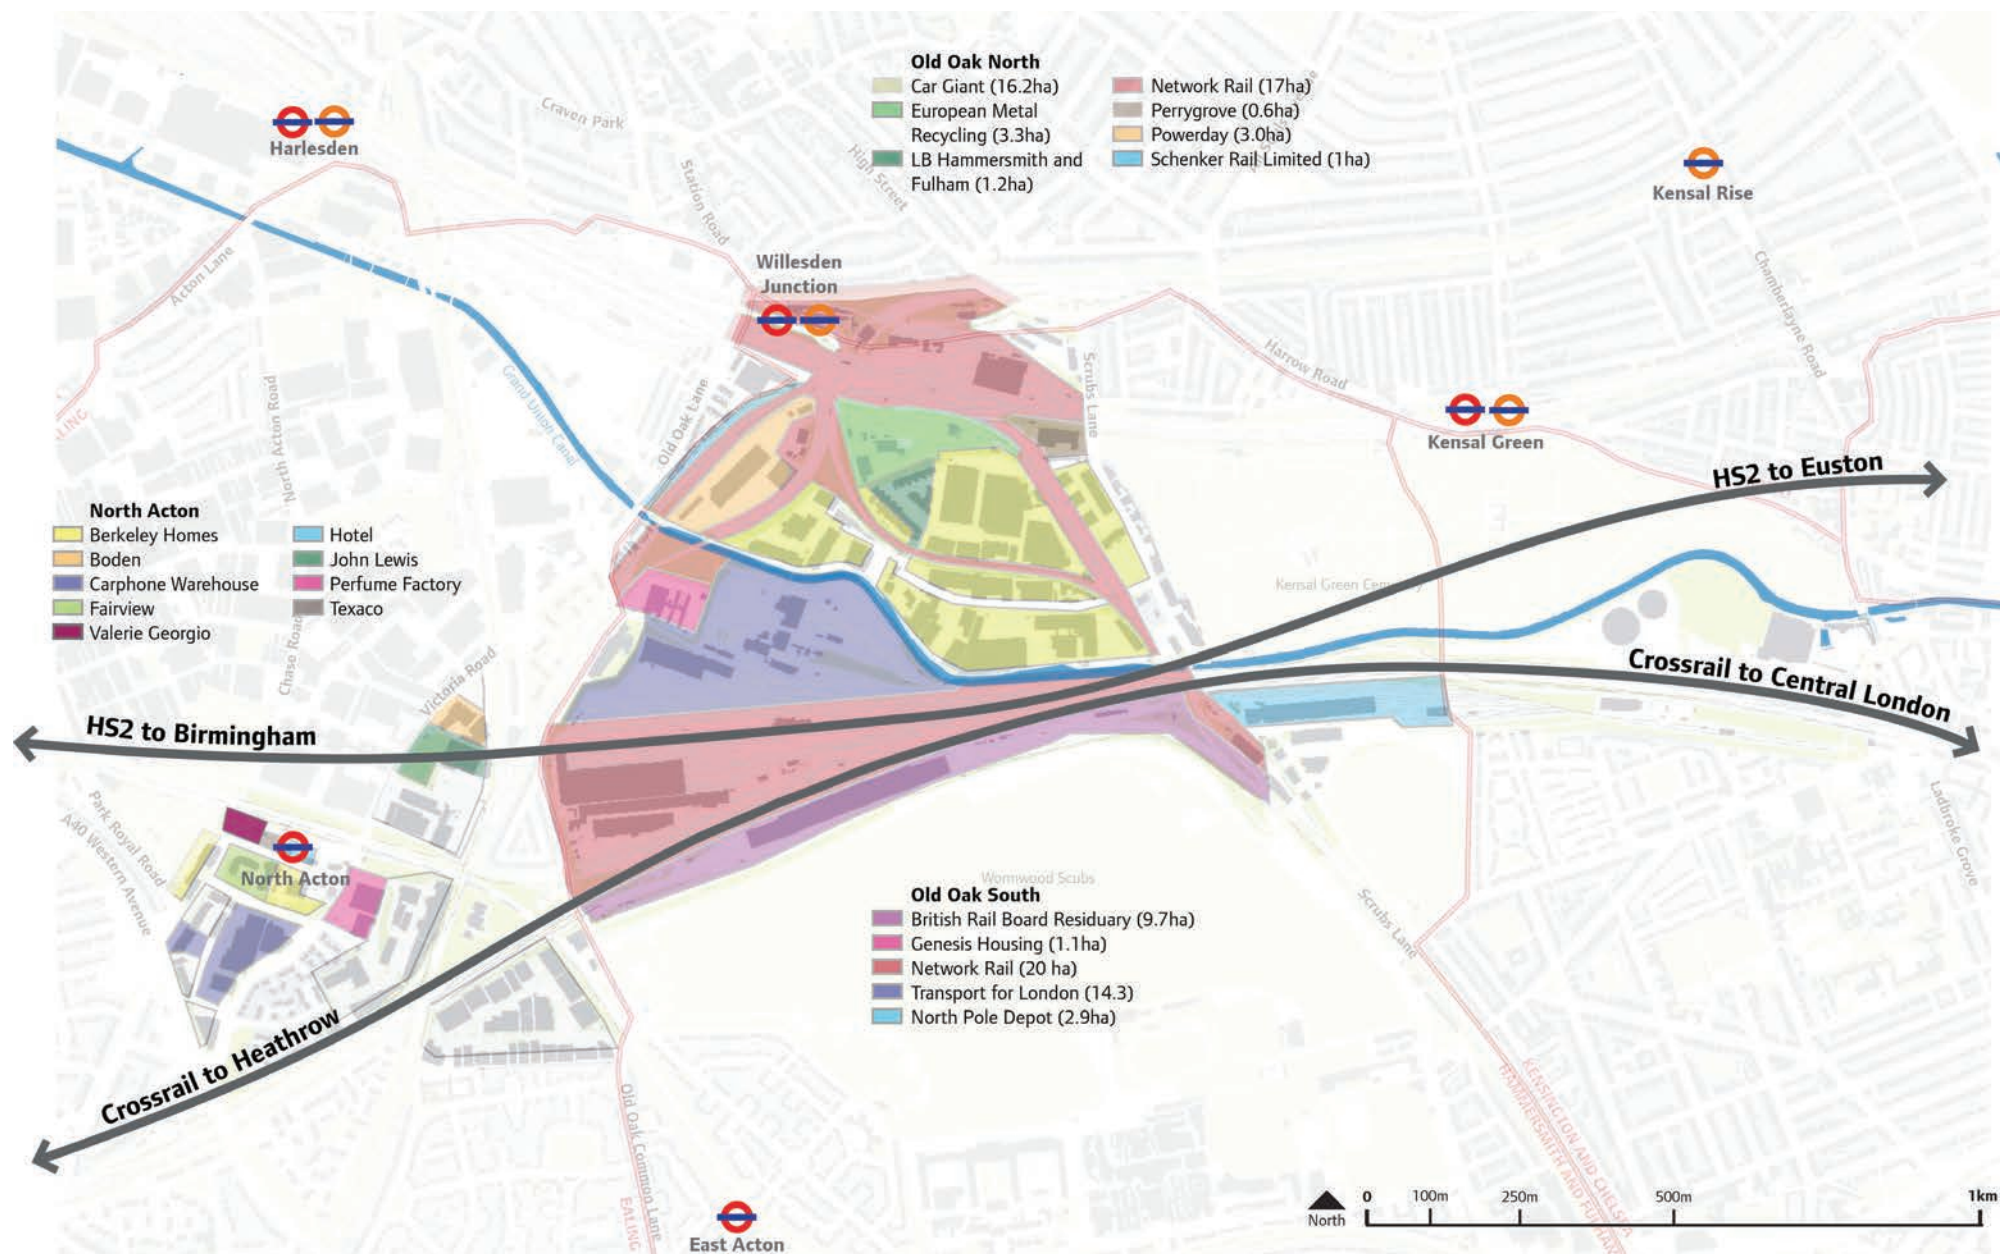 Old Oak North
Car Giant (16.2ha)
European Metal
Recycling (3.3ha)
LB Hammersmith and
Fulham (1.2ha)
Network Rail (17ha)
Perrygrove (0.6ha)
Powerday (3.0ha)
Schenker Rail Limited (1ha)
Harlesden
Craven Park
High Street
Station Road
Kensal Rise
Acton Lane
Willesden
Junction
Chamberlayne Road
Harrow Road
Scrubs Lane
Grand Union Canal
Old Oak Lane
North Acton Road
Kensal Green
HS2 to Euston
North Acton
Berkeley Homes
Boden
Carphone Warehouse
Fairview
Valerie Georgio
Hotel
John Lewis
Perfume Factory
Texaco
Chase Road
Victoria Road
Crossrail to Central London
HS2 to Birmingham
Park Royal Road
A40 Western Avenue
North Acton
Ladbroke Grove
Wormwood Scubs
Old Oak South
British Rail Board Residuary (9.7ha)
Genesis Housing (1.1ha)
Network Rail (20 ha)
Transport for London (14.3)
North Pole Depot (2.9ha)
Scrubs Lane
Crossrail to Heathrow
Old Oak Common Lane
EALING
KENSINGTON AND CHELSEA
HAMMERSMITH AND FULHAM
East Acton
North
0 100m 250m 500m 1km